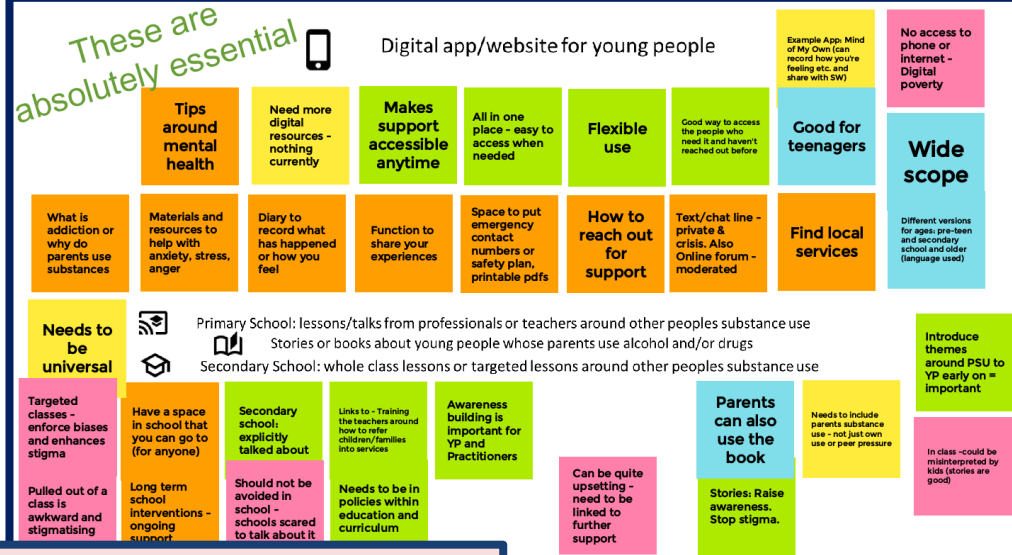 These are
absolutely essential
Digital app/website for young people
Example App: Mind
of My Own (can
record how you're
feeling etc. and
share with SW)
No access to
phone or
internet -
Digital
poverty
Tips
around
mental
health
Need more
digital
resources -
nothing
currently
Makes
support
accessible
anytime
All in one
place - easy to
access when
needed
Flexible
use
Good way to access
the people who
need it and haven't
reached out before
Good for
teenagers
Wide
scope
What is
addiction or
why do
parents use
substances
Materials and
resources to
help with
anxiety, stress,
anger
Diary to
record what
has happened
or how you
feel
Function to
share your
experiences
Space to put
emergency
contact
numbers or
safety plan,
printable pdfs
How to
reach out
for
support
Text/chat line -
private &
crisis. Also
Online forum -
moderated
Find local
services
Different versions
for ages: pre-teen
and secondary
school and older
(language used)
Needs to
be
universal
Primary School: lessons/talks from professionals or teachers around other peoples substance use
Stories or books about young people whose parents use alcohol and/or drugs
Secondary School: whole class lessons or targeted lessons around other peoples substance use
Introduce
themes
around PSU to
YP early on =
important
Targeted
classes -
enforce biases
and enhances
stigma
Have a space
in school that
you can go to
(for anyone)
Secondary
school:
explicitly
talked about
Links to - Training
the teachers around
how to refer
children/families
into services
Awareness
building is
important for
YP and
Practitioners
Parents
can also
use the
book
Needs to include
parents substance
use - not just own
use or peer pressure
In class -could be
misinterpreted by
kids (stories are
good)
Pulled out of a
class is
awkward and
stigmatising
Long term
school
interventions -
ongoing
support
Should not be
avoided in
school -
schools scared
to talk about it
Needs to be in
policies within
education and
curriculum
Can be quite
upsetting -
need to be
linked to
further
support
Stories: Raise
awareness.
Stop stigma.